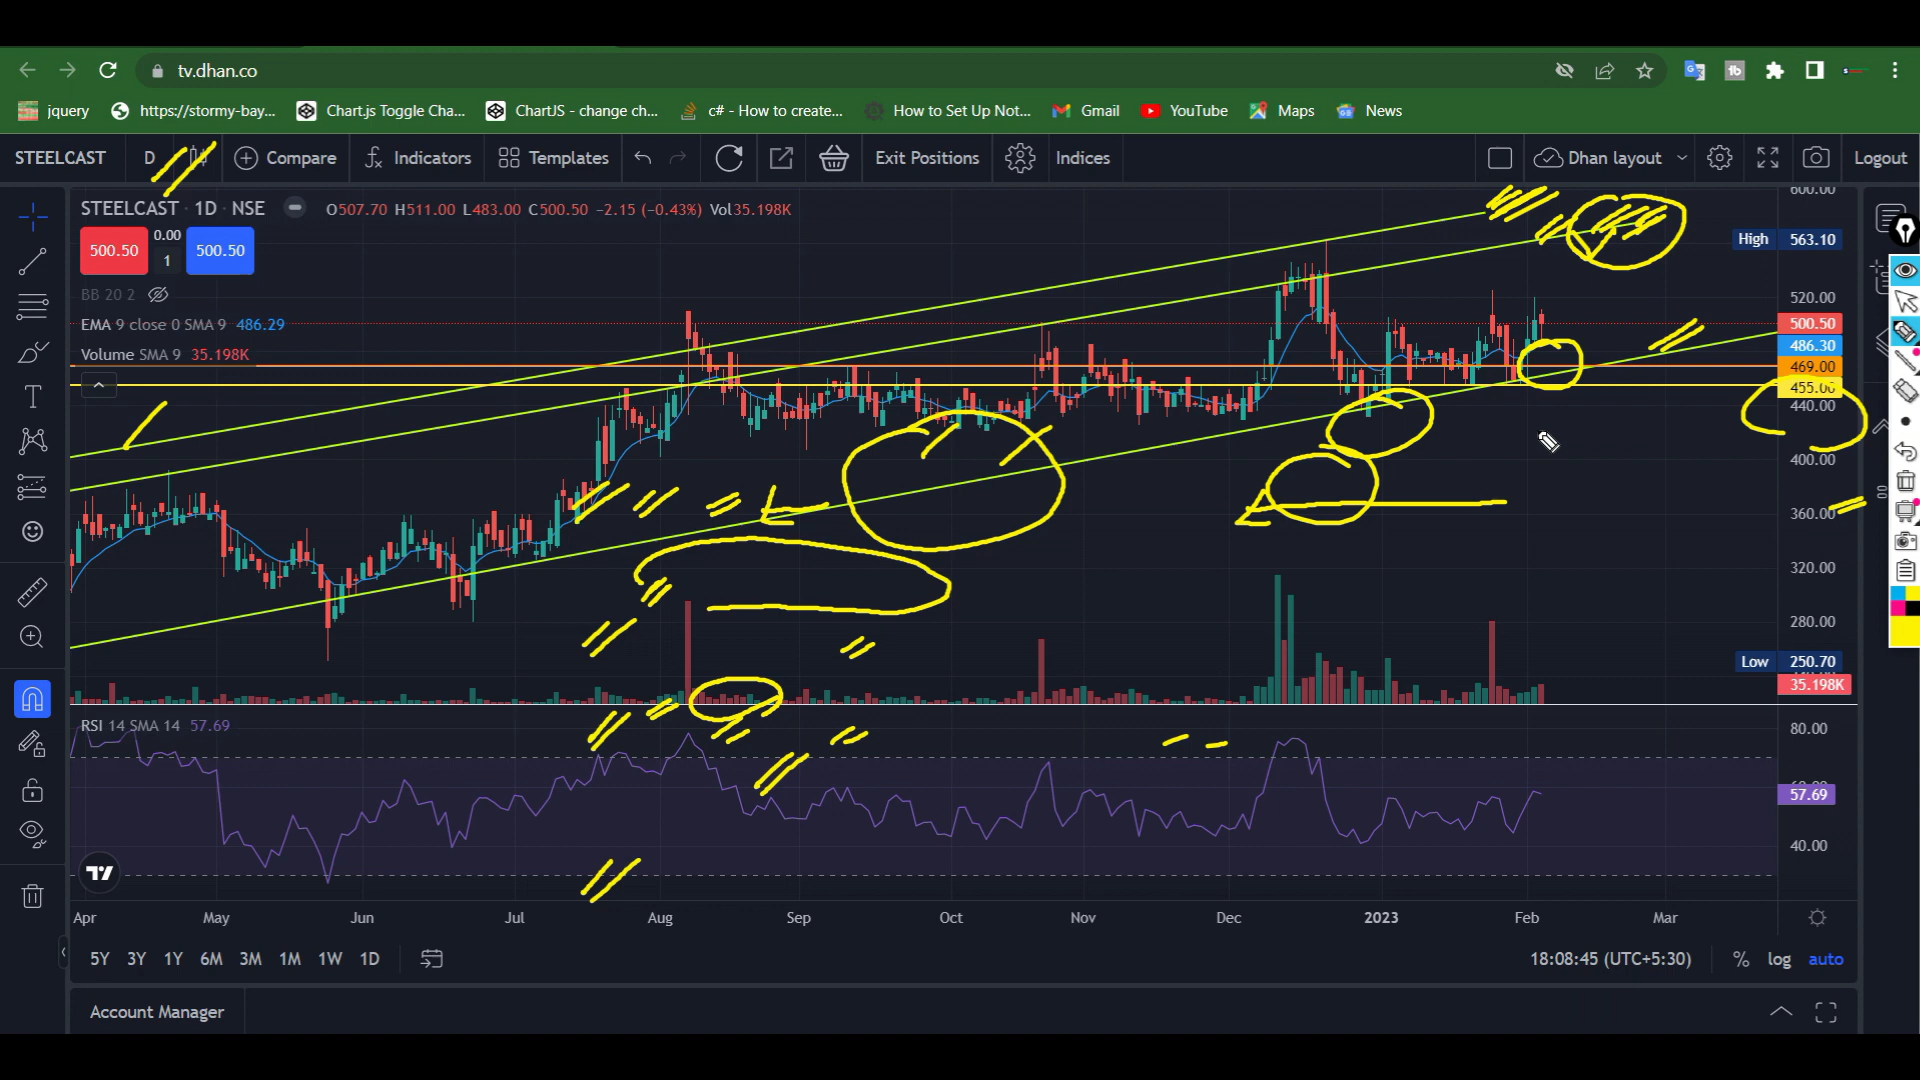 tv.dhan.co
jquery https://stormy-bay... Chart.js Toggle Cha... ChartJS - change ch... c# - How to create... How to Set Up Not... Gmail YouTube Maps News
STEELCAST D Compare Indicators Templates Exit Positions Indices Dhan layout Logout
STEELCAST · 1D · NSE O507.70 H511.00 L483.00 C500.50 -2.15 (-0.43%) Vol35.198K
600.00
500.50 0.00 1 500.50
High 563.10
BB 20 2
520.00
EMA 9 close 0 SMA 9 486.29
500.50
486.30
Volume SMA 9 35.198K
469.00
455.00
440.00
400.00
360.00
320.00
280.00
Low 250.70
35.198K
RSI 14 SMA 14 57.69
80.00
57.69
40.00
Apr May Jun Jul Aug Sep Oct Nov Dec 2023 Feb Mar
5Y 3Y 1Y 6M 3M 1M 1W 1D 18:08:45 (UTC+5:30) % log auto
Account Manager